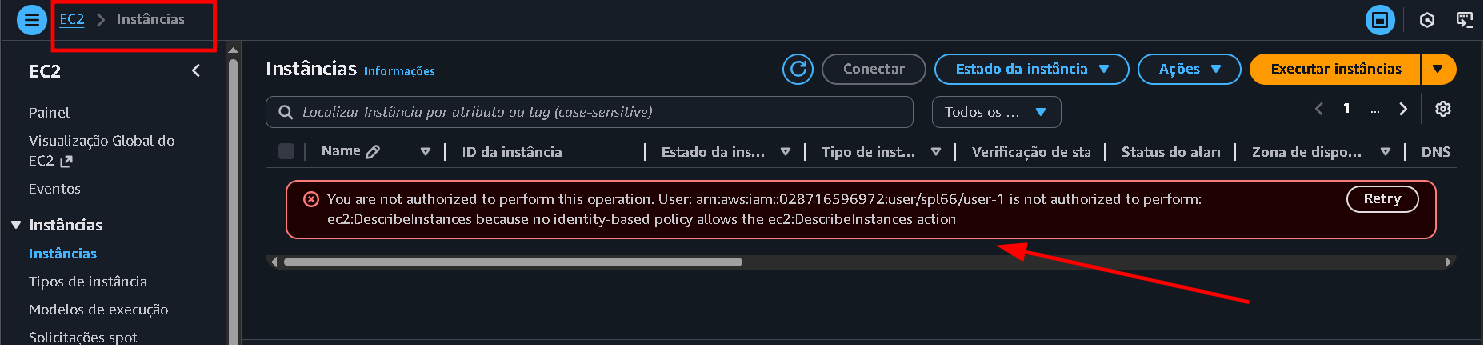 EC2 > Instâncias
EC2
Painel
Visualização Global do
EC2
Eventos
Instâncias
Instâncias
Tipos de instância
Modelos de execução
Solicitações spot
Instâncias Informações
Conectar
Estado da instância
Ações
Executar instâncias
Localizar Instância por atributo ou tag (case-sensitive)
Todos os ...
1 ...
Name ID da instância Estado da ins... Tipo de inst... Verificação de sta Status do aları Zona de dispo... DNS
You are not authorized to perform this operation. User: arn:aws:iam::028716596972:user/spl66/user-1 is not authorized to perform:
ec2:DescribeInstances because no identity-based policy allows the ec2:DescribeInstances action
Retry